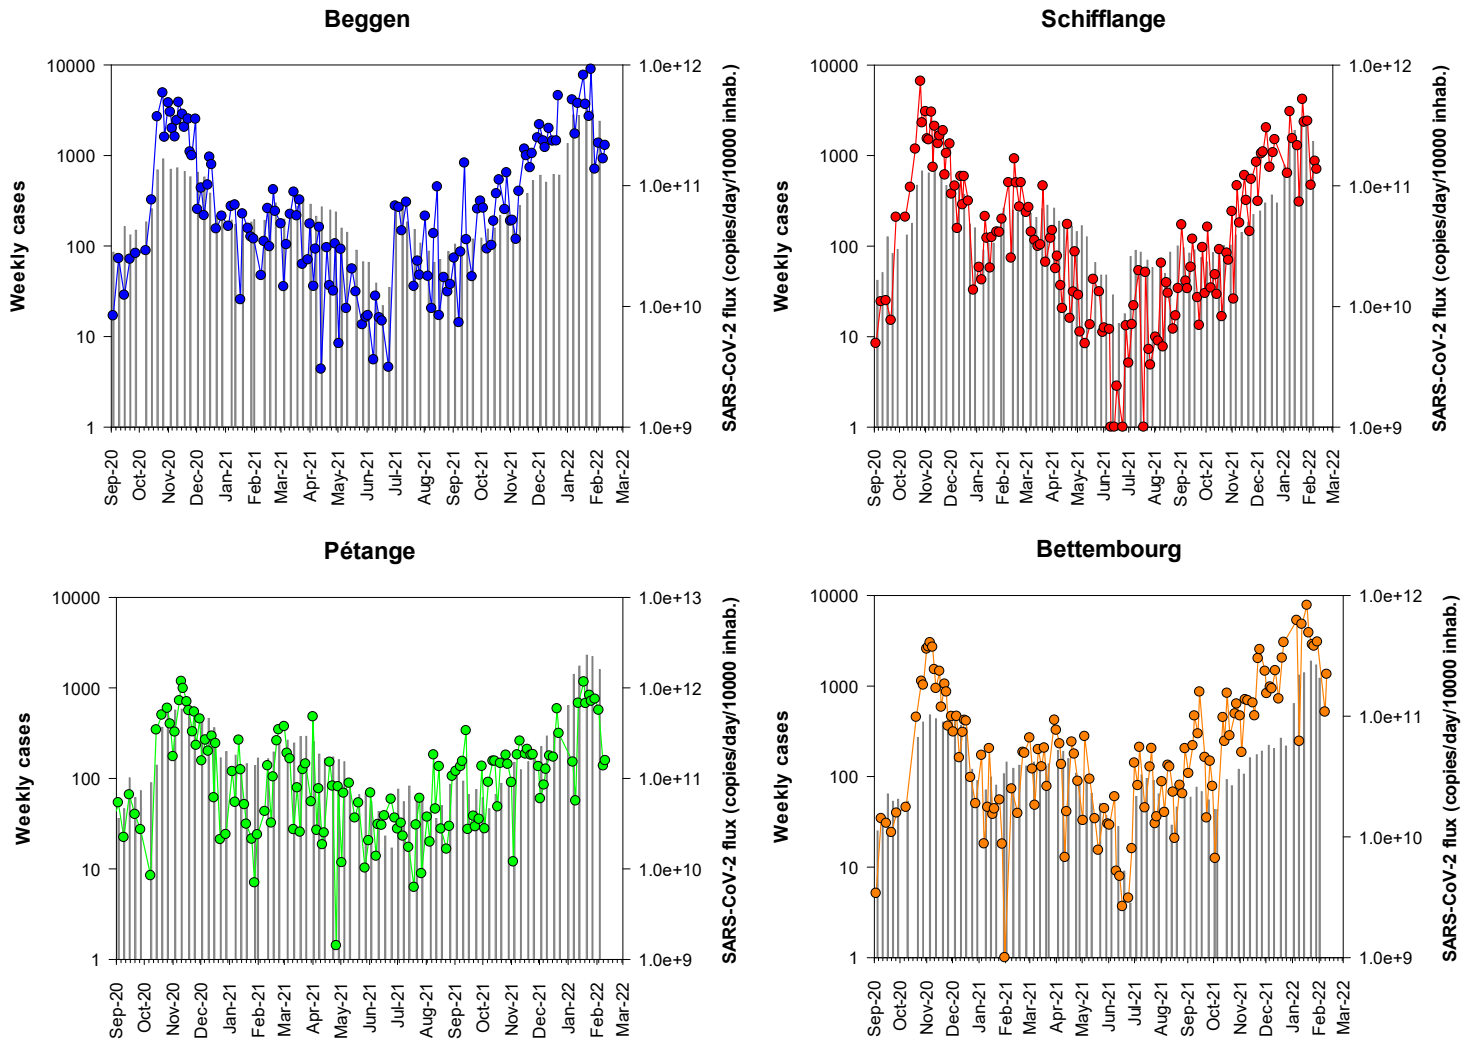 Beggen
Weekly cases
10000
1000
100
10
1
1.0e+12
1.0e+11
1.0e+10
1.0e+9
SARS-CoV-2 flux (copies/day/10000 inhab.)
Sep-20
Oct-20
Nov-20
Dec-20
Jan-21
Feb-21
Mar-21
Apr-21
May-21
Jun-21
Jul-21
Aug-21
Sep-21
Oct-21
Nov-21
Dec-21
Jan-22
Feb-22
Mar-22
Schifflange
Weekly cases
10000
1000
100
10
1
1.0e+12
1.0e+11
1.0e+10
1.0e+9
SARS-CoV-2 flux (copies/day/10000 inhab.)
Sep-20
Oct-20
Nov-20
Dec-20
Jan-21
Feb-21
Mar-21
Apr-21
May-21
Jun-21
Jul-21
Aug-21
Sep-21
Oct-21
Nov-21
Dec-21
Jan-22
Feb-22
Mar-22
Pétange
Weekly cases
10000
1000
100
10
1
1.0e+13
1.0e+12
1.0e+11
1.0e+10
1.0e+9
SARS-CoV-2 flux (copies/day/10000 inhab.)
Sep-20
Oct-20
Nov-20
Dec-20
Jan-21
Feb-21
Mar-21
Apr-21
May-21
Jun-21
Jul-21
Aug-21
Sep-21
Oct-21
Nov-21
Dec-21
Jan-22
Feb-22
Mar-22
Bettembourg
Weekly cases
10000
1000
100
10
1
1.0e+12
1.0e+11
1.0e+10
1.0e+9
SARS-CoV-2 flux (copies/day/10000 inhab.)
Sep-20
Oct-20
Nov-20
Dec-20
Jan-21
Feb-21
Mar-21
Apr-21
May-21
Jun-21
Jul-21
Aug-21
Sep-21
Oct-21
Nov-21
Dec-21
Jan-22
Feb-22
Mar-22